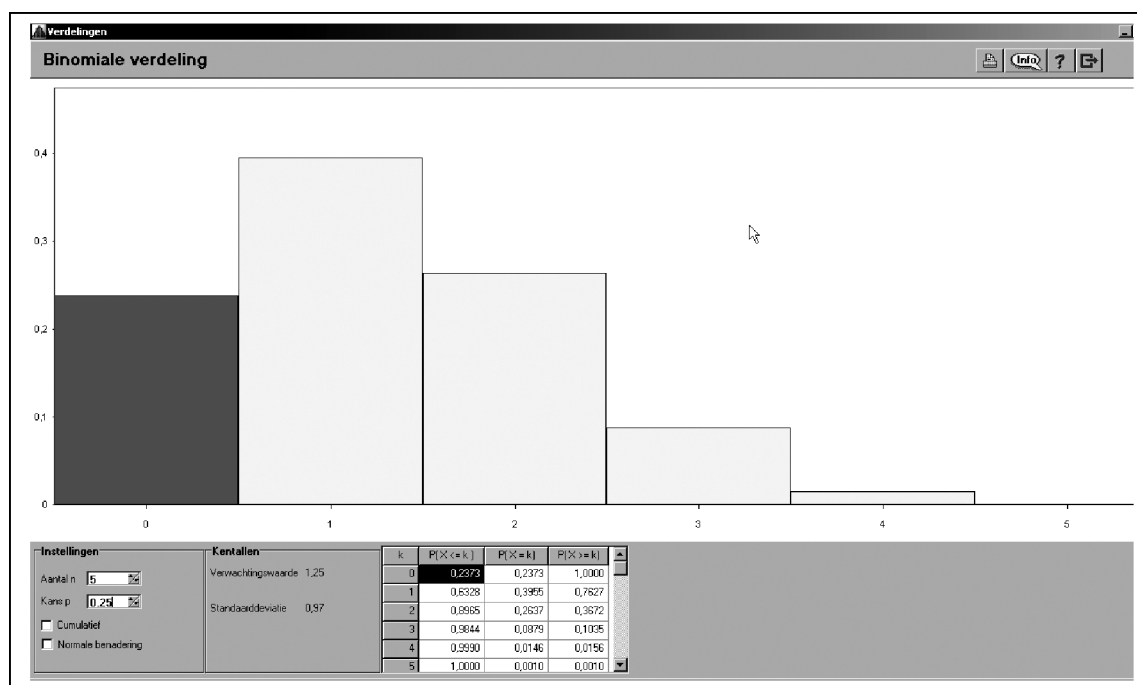 Verdelingen
Binomiale verdeling
Info ?
0,4
0,3
0,2
0,1
0
0 1 2 3 4 5
Instellingen
Aantal n 5
Kans p 0,25
Cumulatief
Normale benadering
Kentallen
Verwachtingswaarde 1,25
Standaarddeviatie 0,97
k P(X <= k) P(X = k) P(X >= k)
0 0,2373 0,2373 1,0000
1 0,6328 0,3955 0,7627
2 0,8965 0,2637 0,3672
3 0,9844 0,0879 0,1035
4 0,9990 0,0146 0,0156
5 1,0000 0,0010 0,0010